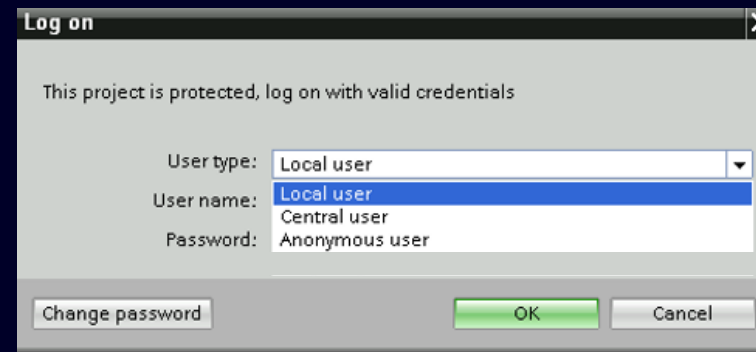 Log on
This project is protected, log on with valid credentials
User type: Local user
User name: Local user
Central user
Password: Anonymous user
Change password OK Cancel